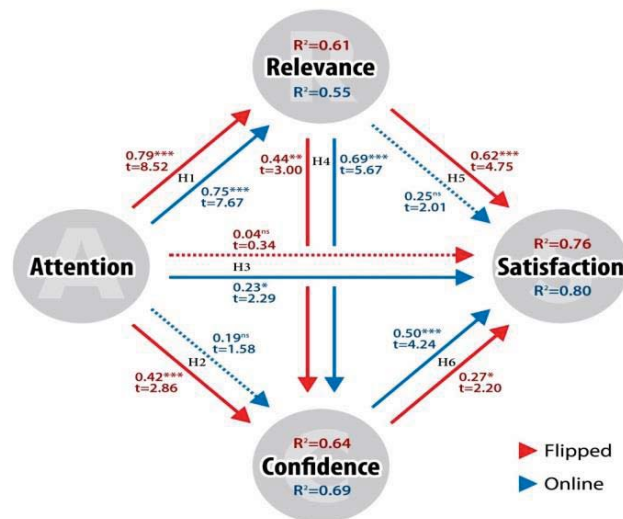 R²=0.61
Relevance
R²=0.55
0.79***
t=8.52
H1
0.75***
t=7.67
0.44**
t=3.00
H4
0.69***
t=5.67
0.62***
t=4.75
H5
0.25ns
t=2.01
Attention
0.04ns
t=0.34
H3
0.23*
t=2.29
R²=0.76
Satisfaction
R²=0.80
0.19ns
t=1.58
H2
0.42***
t=2.86
0.50***
t=4.24
H6
0.27*
t=2.20
R²=0.64
Confidence
R²=0.69
Flipped
Online
A
R
S
C